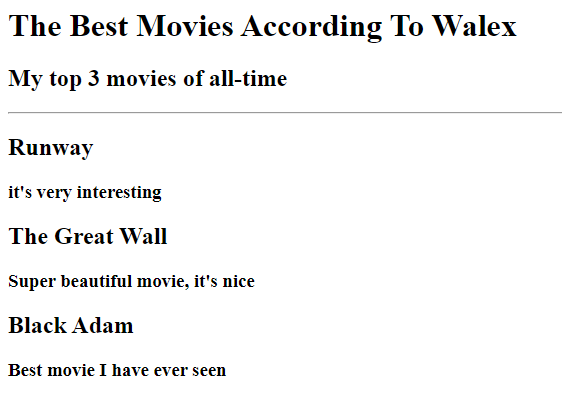 The Best Movies According To Walex
My top 3 movies of all-time
Runway
it's very interesting
The Great Wall
Super beautiful movie, it's nice
Black Adam
Best movie I have ever seen